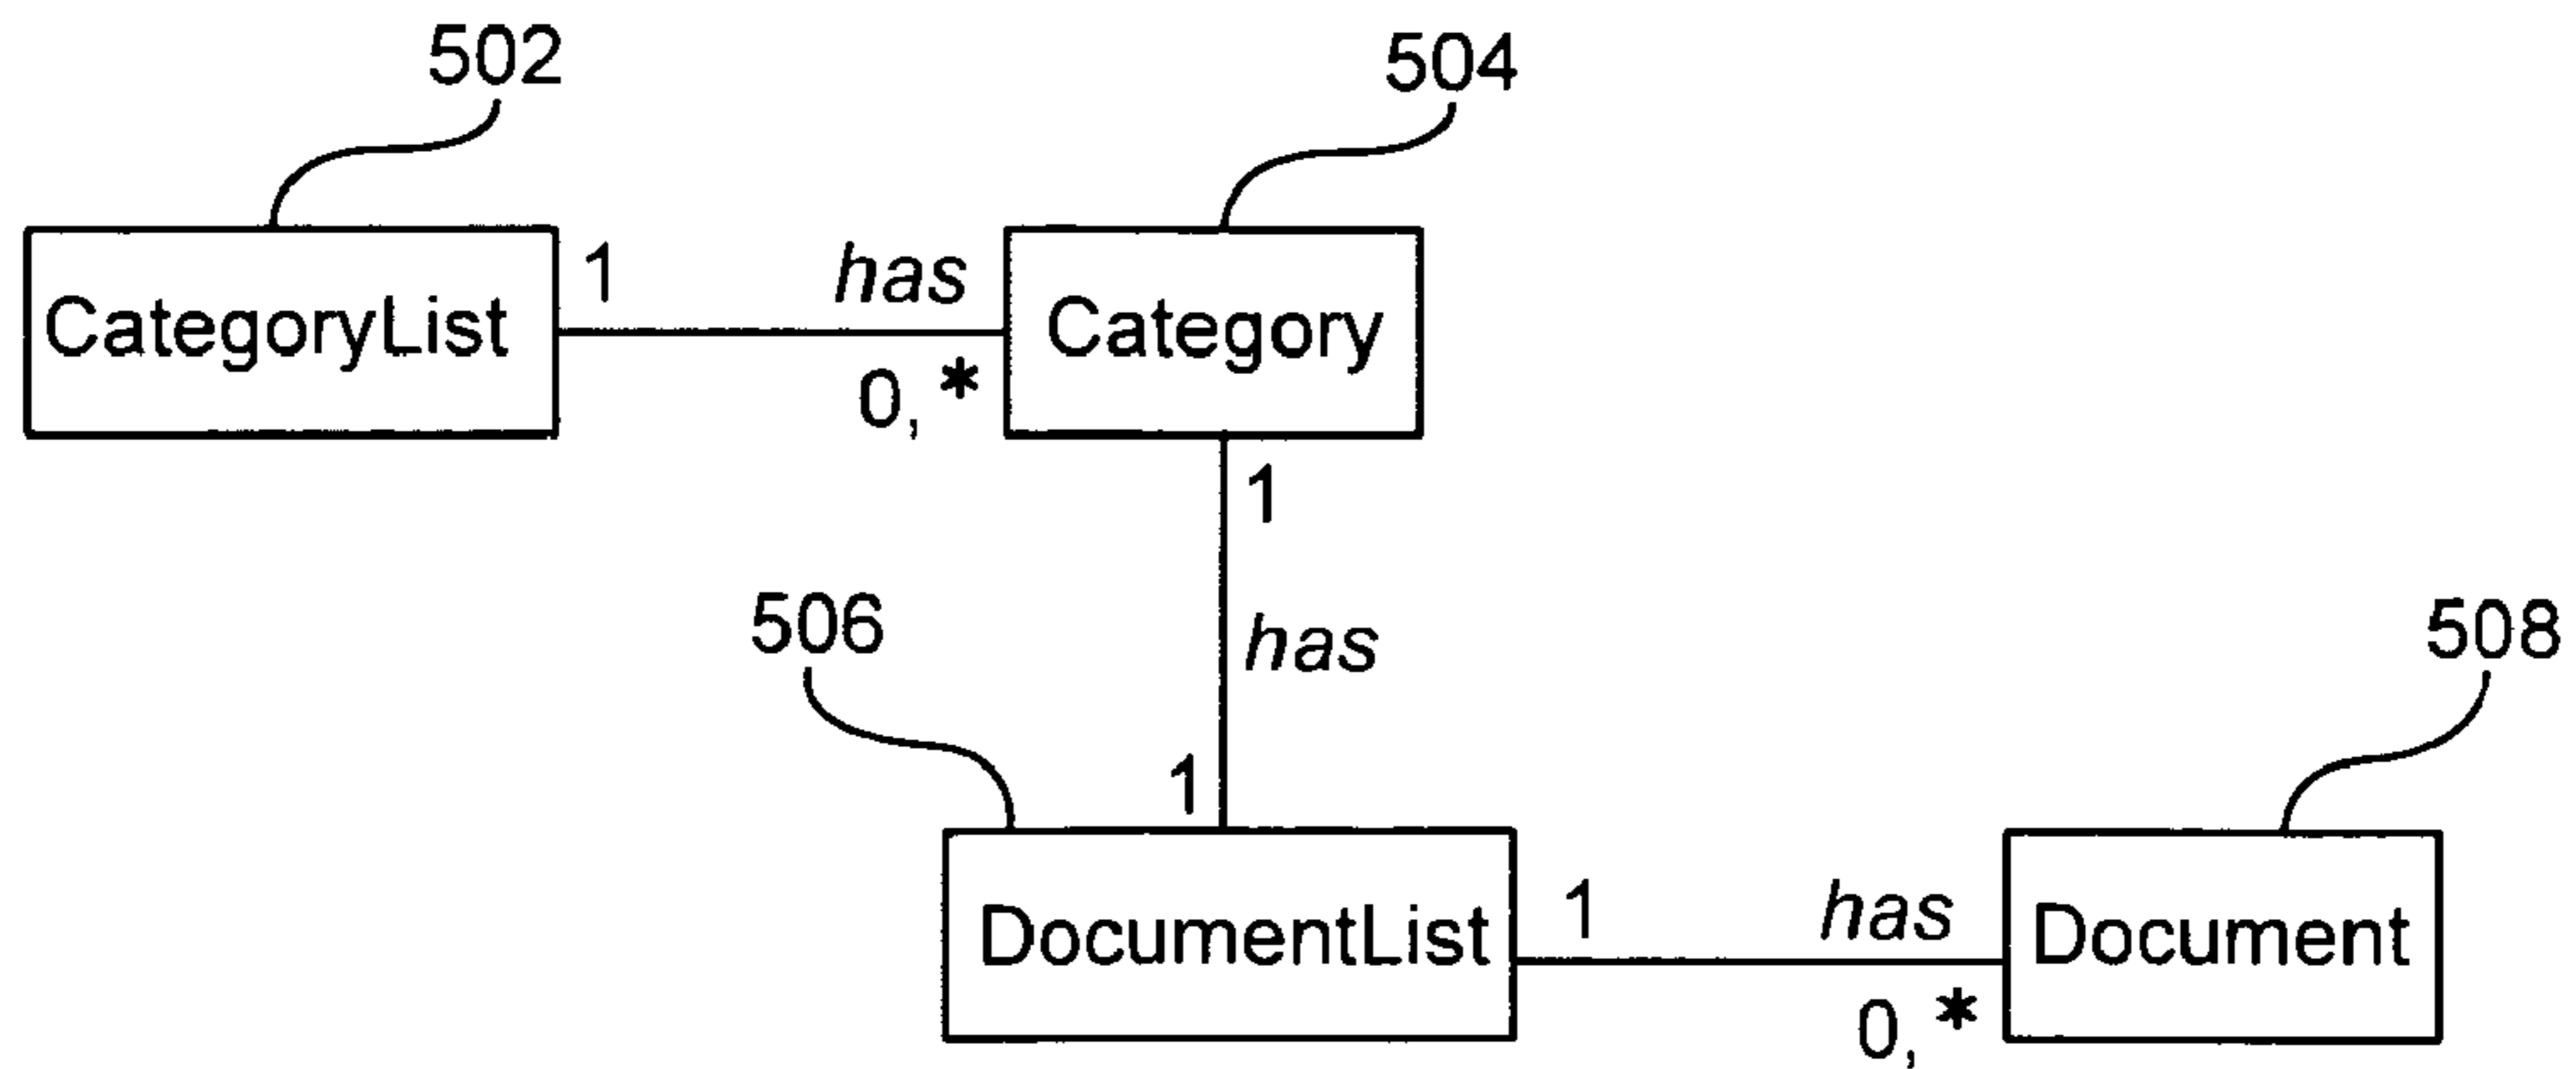 502
504
CategoryList
1
has
0, *
Category
1
has
1
506
508
DocumentList
1
has
0, *
Document